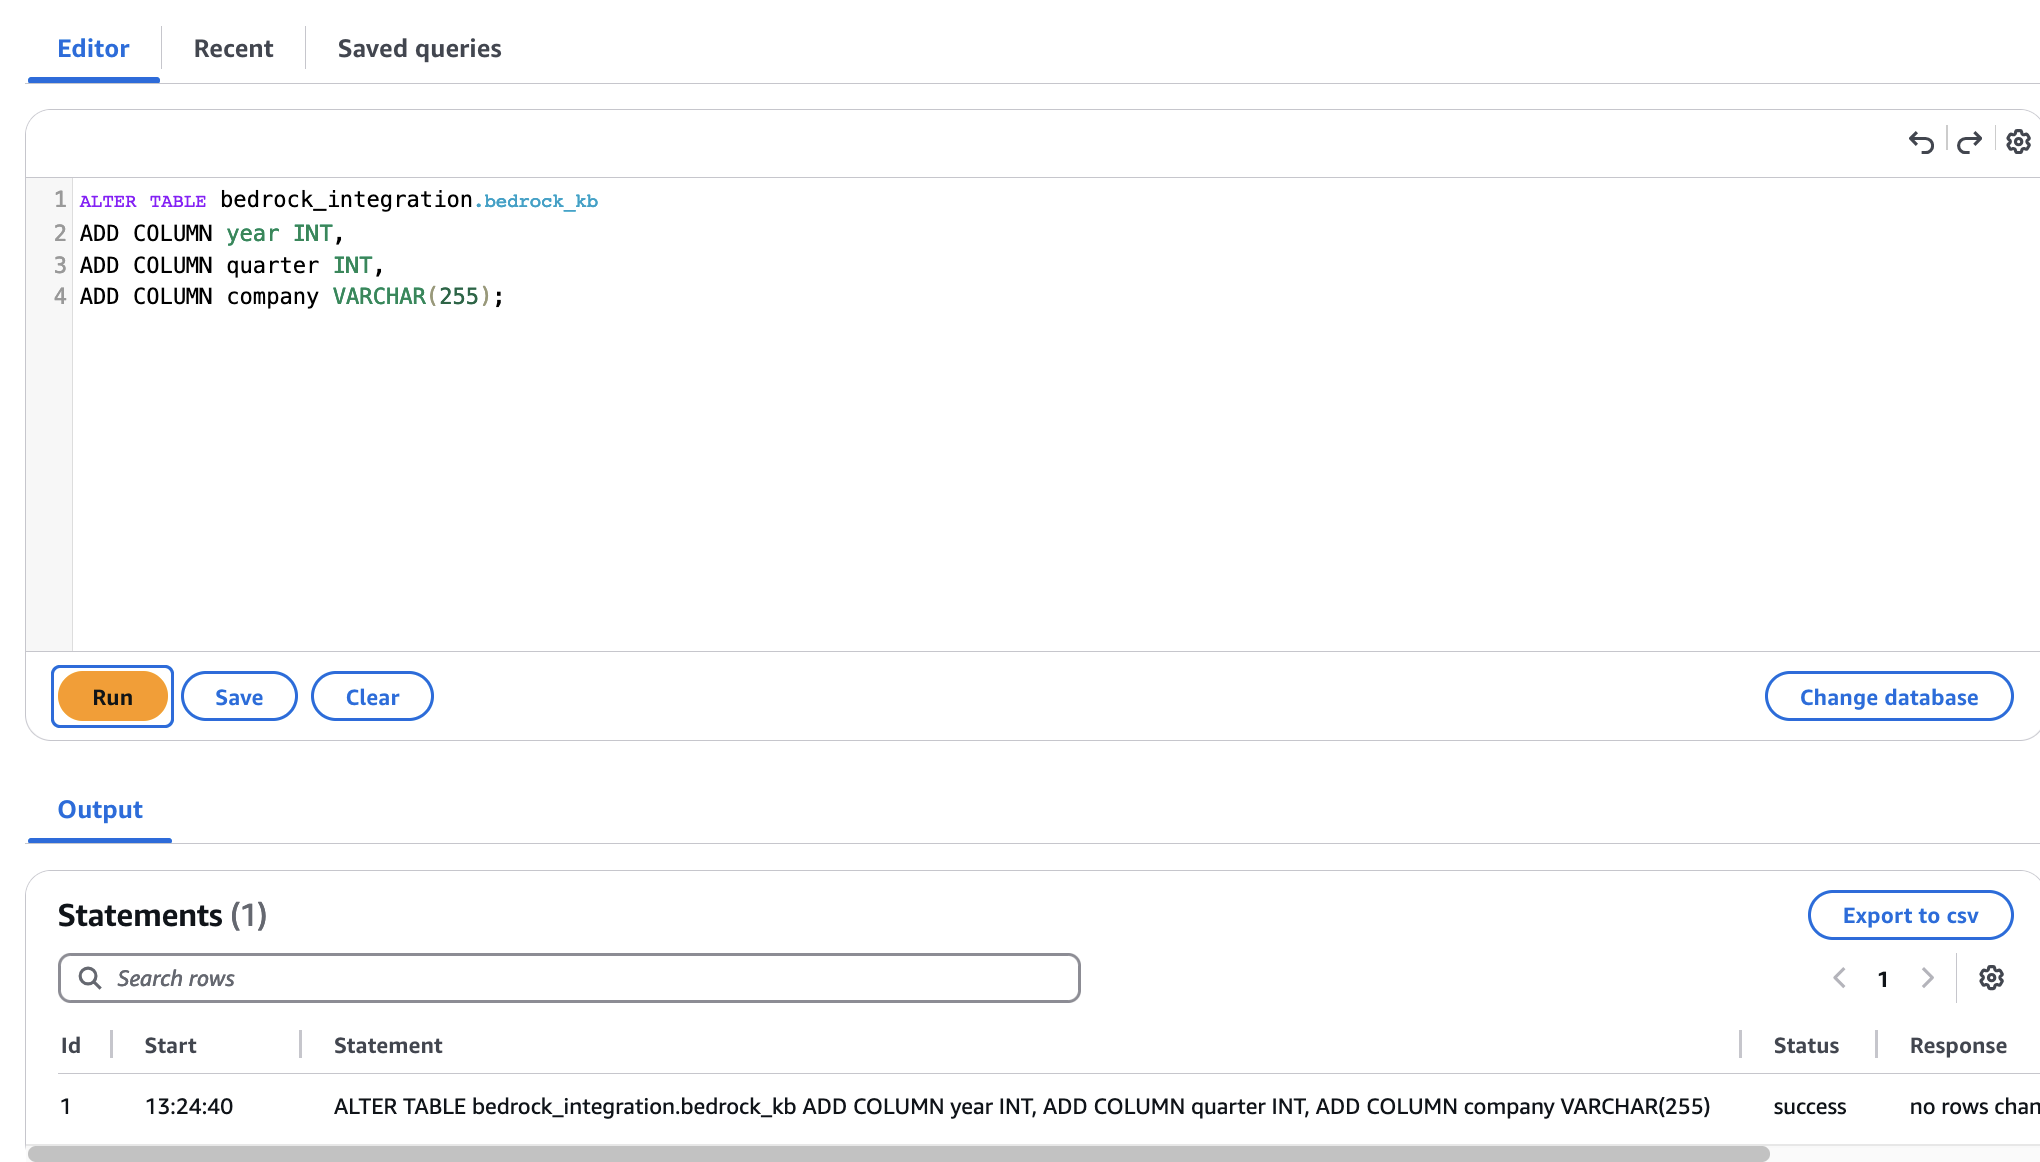 Editor Recent Saved queries
1 ALTER TABLE bedrock_integration.bedrock_kb
2 ADD COLUMN year INT,
3 ADD COLUMN quarter INT,
4 ADD COLUMN company VARCHAR(255);
Run Save Clear Change database
Output
Statements (1) Export to csv
Search rows 1
Id Start Statement Status Response
1 13:24:40 ALTER TABLE bedrock_integration.bedrock_kb ADD COLUMN year INT, ADD COLUMN quarter INT, ADD COLUMN company VARCHAR(255) success no rows